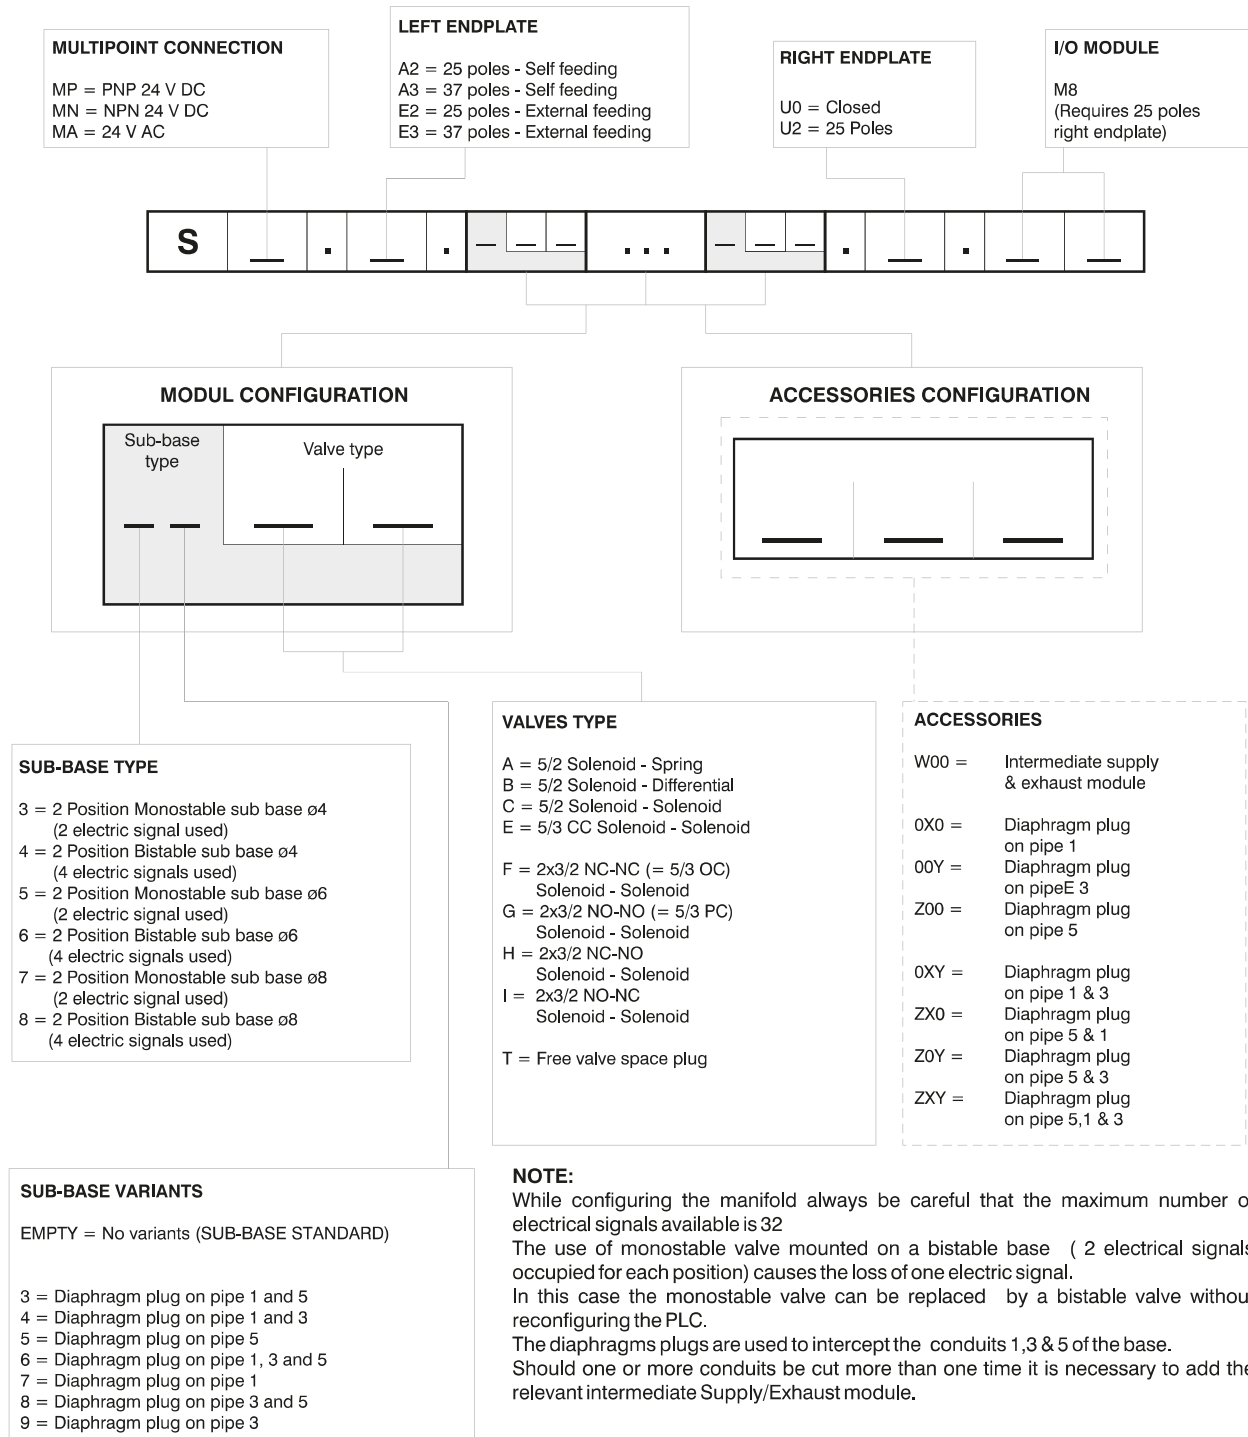 MULTIPOINT CONNECTION
MP = PNP 24 V DC
MN = NPN 24 V DC
MA = 24 V AC
LEFT ENDPLATE
A2 = 25 poles - Self feeding
A3 = 37 poles - Self feeding
E2 = 25 poles - External feeding
E3 = 37 poles - External feeding
RIGHT ENDPLATE
U0 = Closed
U2 = 25 Poles
I/O MODULE
M8
(Requires 25 poles
right endplate)
S _ . _ . _ _ _ ... _ _ _ . _ . _ _
MODUL CONFIGURATION
Sub-base
type
Valve type
ACCESSORIES CONFIGURATION
SUB-BASE TYPE
3 = 2 Position Monostable sub base ø4
(2 electric signal used)
4 = 2 Position Bistable sub base ø4
(4 electric signals used)
5 = 2 Position Monostable sub base ø6
(2 electric signal used)
6 = 2 Position Bistable sub base ø6
(4 electric signals used)
7 = 2 Position Monostable sub base ø8
(2 electric signal used)
8 = 2 Position Bistable sub base ø8
(4 electric signals used)
VALVES TYPE
A = 5/2 Solenoid - Spring
B = 5/2 Solenoid - Differential
C = 5/2 Solenoid - Solenoid
E = 5/3 CC Solenoid - Solenoid
F = 2x3/2 NC-NC (= 5/3 OC)
Solenoid - Solenoid
G = 2x3/2 NO-NO (= 5/3 PC)
Solenoid - Solenoid
H = 2x3/2 NC-NO
Solenoid - Solenoid
I = 2x3/2 NO-NC
Solenoid - Solenoid
T = Free valve space plug
ACCESSORIES
W00 = Intermediate supply
& exhaust module
0X0 = Diaphragm plug
on pipe 1
00Y = Diaphragm plug
on pipeE 3
Z00 = Diaphragm plug
on pipe 5
0XY = Diaphragm plug
on pipe 1 & 3
ZX0 = Diaphragm plug
on pipe 5 & 1
Z0Y = Diaphragm plug
on pipe 5 & 3
ZXY = Diaphragm plug
on pipe 5,1 & 3
SUB-BASE VARIANTS
EMPTY = No variants (SUB-BASE STANDARD)
3 = Diaphragm plug on pipe 1 and 5
4 = Diaphragm plug on pipe 1 and 3
5 = Diaphragm plug on pipe 5
6 = Diaphragm plug on pipe 1, 3 and 5
7 = Diaphragm plug on pipe 1
8 = Diaphragm plug on pipe 3 and 5
9 = Diaphragm plug on pipe 3
NOTE:
While configuring the manifold always be careful that the maximum number o
electrical signals available is 32
The use of monostable valve mounted on a bistable base ( 2 electrical signals
occupied for each position) causes the loss of one electric signal.
In this case the monostable valve can be replaced by a bistable valve withou
reconfiguring the PLC.
The diaphragms plugs are used to intercept the conduits 1,3 & 5 of the base.
Should one or more conduits be cut more than one time it is necessary to add the
relevant intermediate Supply/Exhaust module.